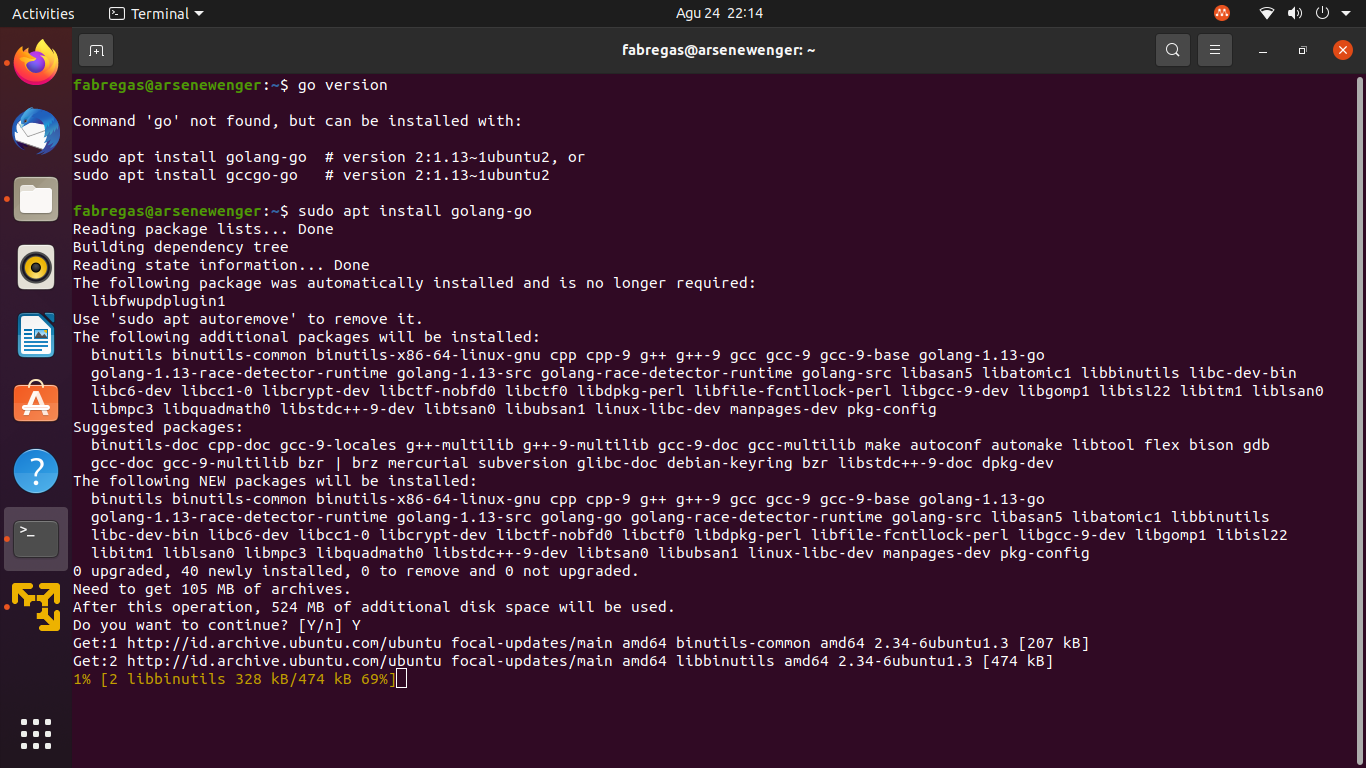 Activities
Terminal
Agu 24 22:14
fabregas@arsenewenger: ~
fabregas@arsenewenger:~$ go version
Command 'go' not found, but can be installed with:
sudo apt install golang-go  # version 2:1.13~1ubuntu2, or
sudo apt install gccgo-go   # version 2:1.13~1ubuntu2
fabregas@arsenewenger:~$ sudo apt install golang-go
Reading package lists... Done
Building dependency tree
Reading state information... Done
The following package was automatically installed and is no longer required:
  libfwupdplugin1
Use 'sudo apt autoremove' to remove it.
The following additional packages will be installed:
  binutils binutils-common binutils-x86-64-linux-gnu cpp cpp-9 g++ g++-9 gcc gcc-9 gcc-9-base golang-1.13-go
  golang-1.13-race-detector-runtime golang-1.13-src golang-race-detector-runtime golang-src libasan5 libatomic1 libbinutils libc-dev-bin
  libc6-dev libcc1-0 libcrypt-dev libctf-nobfd0 libctf0 libdpkg-perl libfile-fcntllock-perl libgcc-9-dev libgomp1 libisl22 libitm1 liblsan0
  libmpc3 libquadmath0 libstdc++-9-dev libtsan0 libubsan1 linux-libc-dev manpages-dev pkg-config
Suggested packages:
  binutils-doc cpp-doc gcc-9-locales g++-multilib g++-9-multilib gcc-9-doc gcc-multilib make autoconf automake libtool flex bison gdb
  gcc-doc gcc-9-multilib bzr | brz mercurial subversion glibc-doc debian-keyring bzr libstdc++-9-doc dpkg-dev
The following NEW packages will be installed:
  binutils binutils-common binutils-x86-64-linux-gnu cpp cpp-9 g++ g++-9 gcc gcc-9 gcc-9-base golang-1.13-go
  golang-1.13-race-detector-runtime golang-1.13-src golang-go golang-race-detector-runtime golang-src libasan5 libatomic1 libbinutils
  libc-dev-bin libc6-dev libcc1-0 libcrypt-dev libctf-nobfd0 libctf0 libdpkg-perl libfile-fcntllock-perl libgcc-9-dev libgomp1 libisl22
  libitm1 liblsan0 libmpc3 libquadmath0 libstdc++-9-dev libtsan0 libubsan1 linux-libc-dev manpages-dev pkg-config
0 upgraded, 40 newly installed, 0 to remove and 0 not upgraded.
Need to get 105 MB of archives.
After this operation, 524 MB of additional disk space will be used.
Do you want to continue? [Y/n] Y
Get:1 http://id.archive.ubuntu.com/ubuntu focal-updates/main amd64 binutils-common amd64 2.34-6ubuntu1.3 [207 kB]
Get:2 http://id.archive.ubuntu.com/ubuntu focal-updates/main amd64 libbinutils amd64 2.34-6ubuntu1.3 [474 kB]
1% [2 libbinutils 328 kB/474 kB 69%]